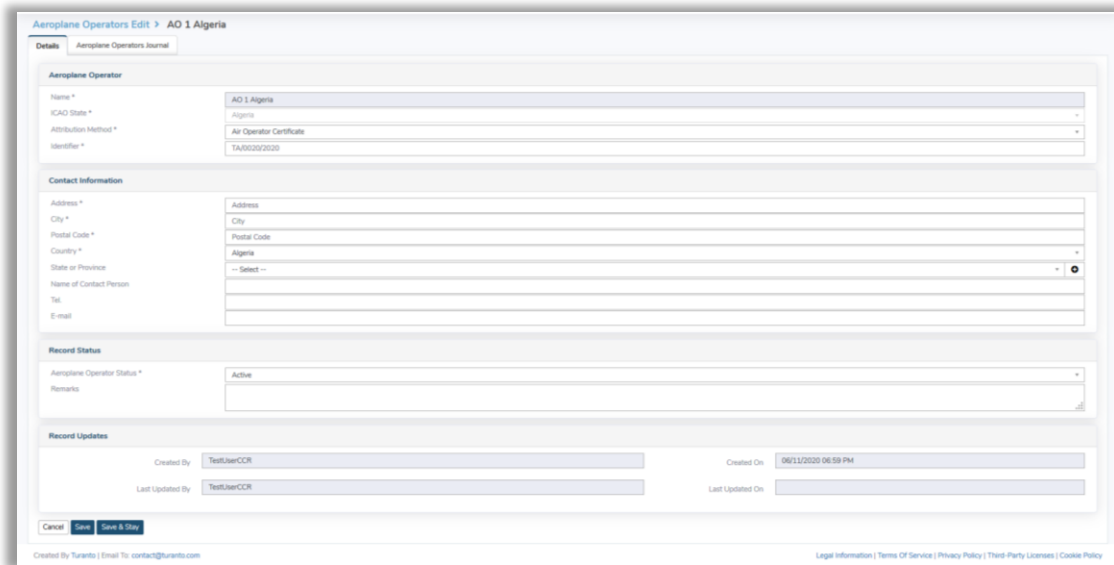 Aeroplane Operators Edit > AO 1 Algeria
Details Aeroplane Operators Journal
Aeroplane Operator
Name * AO 1 Algeria
ICAO State * Algeria
Attribution Method * Air Operator Certificate
Identifier * TA/0020/2020
Contact Information
Address * Address
City * City
Postal Code * Postal Code
Country * Algeria
State or Province -- Select --
Name of Contact Person
Tel.
E-mail
Record Status
Aeroplane Operator Status * Active
Remarks
Record Updates
Created By TestUserCCR Created On 06/11/2020 06:59 PM
Last Updated By TestUserCCR Last Updated On
Cancel Save Save & Stay
Created By Turanto | Email To: contact@turanto.com Legal Information | Terms Of Service | Privacy Policy | Third-Party Licenses | Cookie Policy